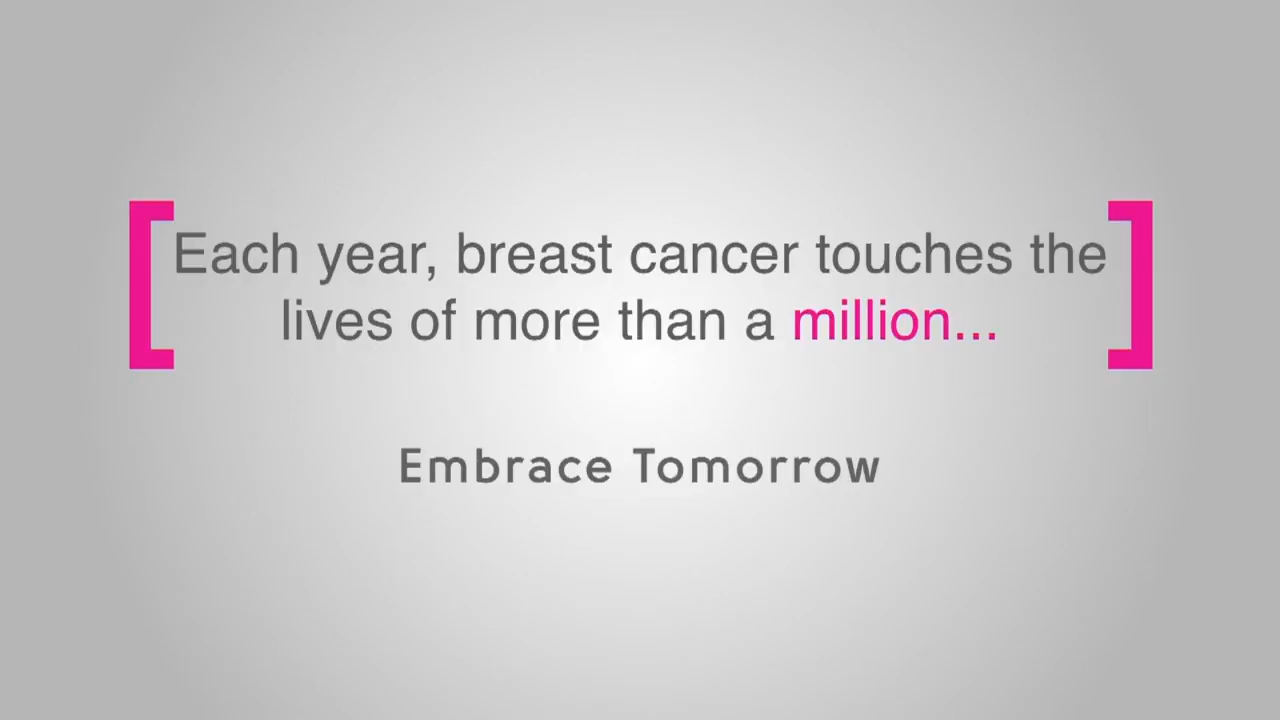 Each year, breast cancer touches the
lives of more than a million...
Embrace Tomorrow